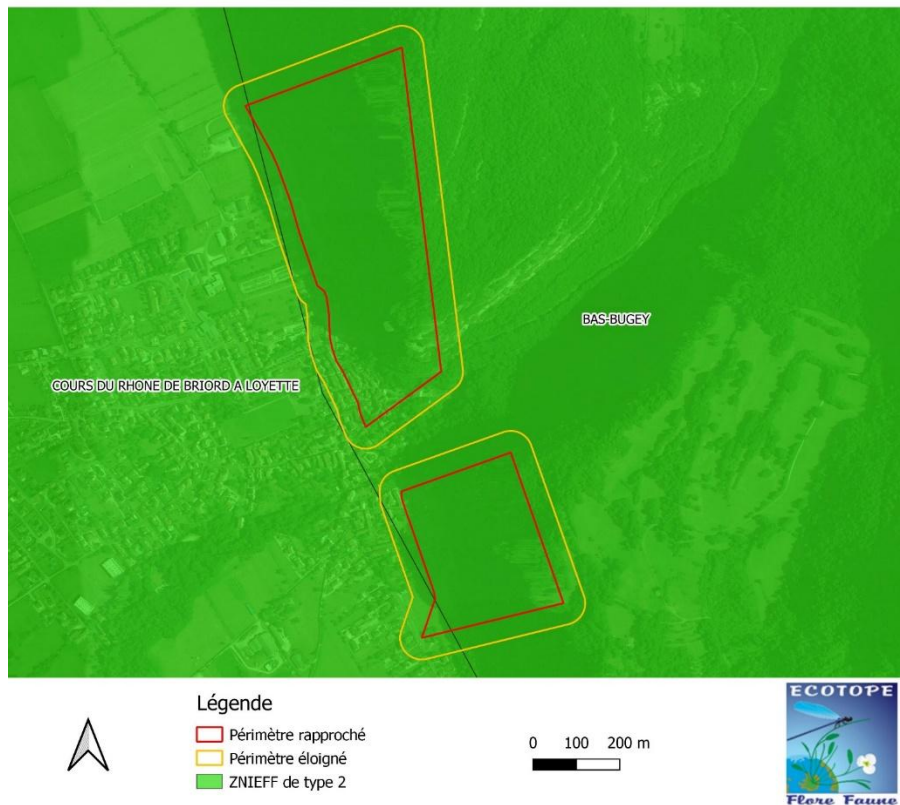 BAS-BUGEY
COURS DU RHONE DE BRIORD A LOYETTE
Légende
Périmètre rapproché
Périmètre éloigné
ZNIEFF de type 2
0 100 200 m
ECOTOPE
Flore Faune